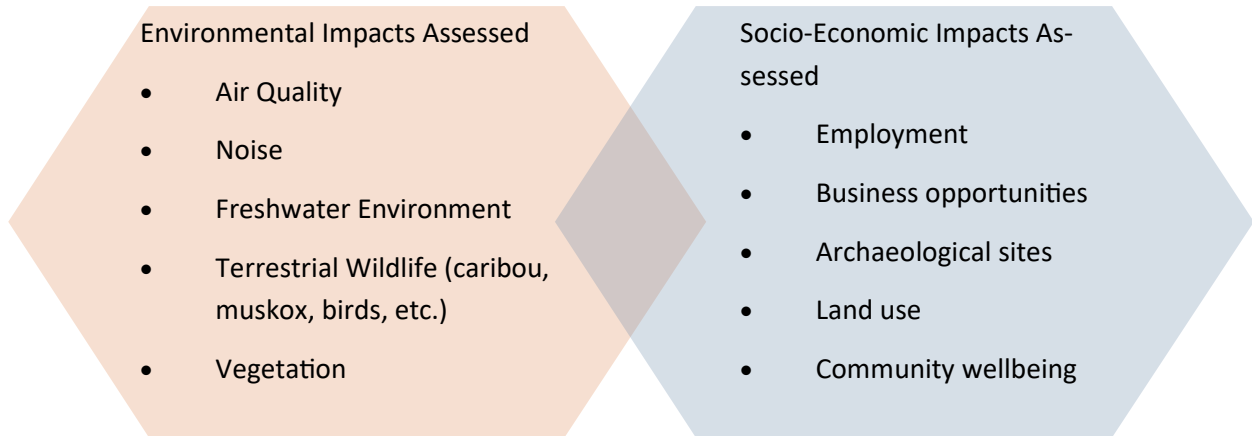 Environmental Impacts Assessed
• Air Quality
• Noise
• Freshwater Environment
• Terrestrial Wildlife (caribou,
muskox, birds, etc.)
• Vegetation
Socio-Economic Impacts As-
sessed
• Employment
• Business opportunities
• Archaeological sites
• Land use
• Community wellbeing